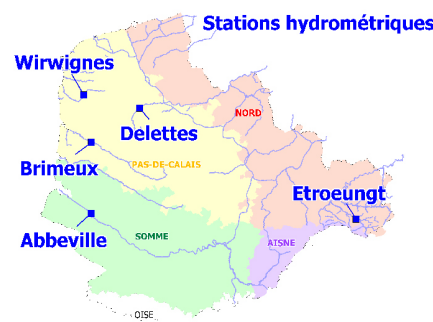 Stations hydrométriques
Wirwignes
NORD
Delettes
PAS-DE-CALAIS
Brimeux
Etroeungt
Abbeville
SOMME
AISNE
OISE